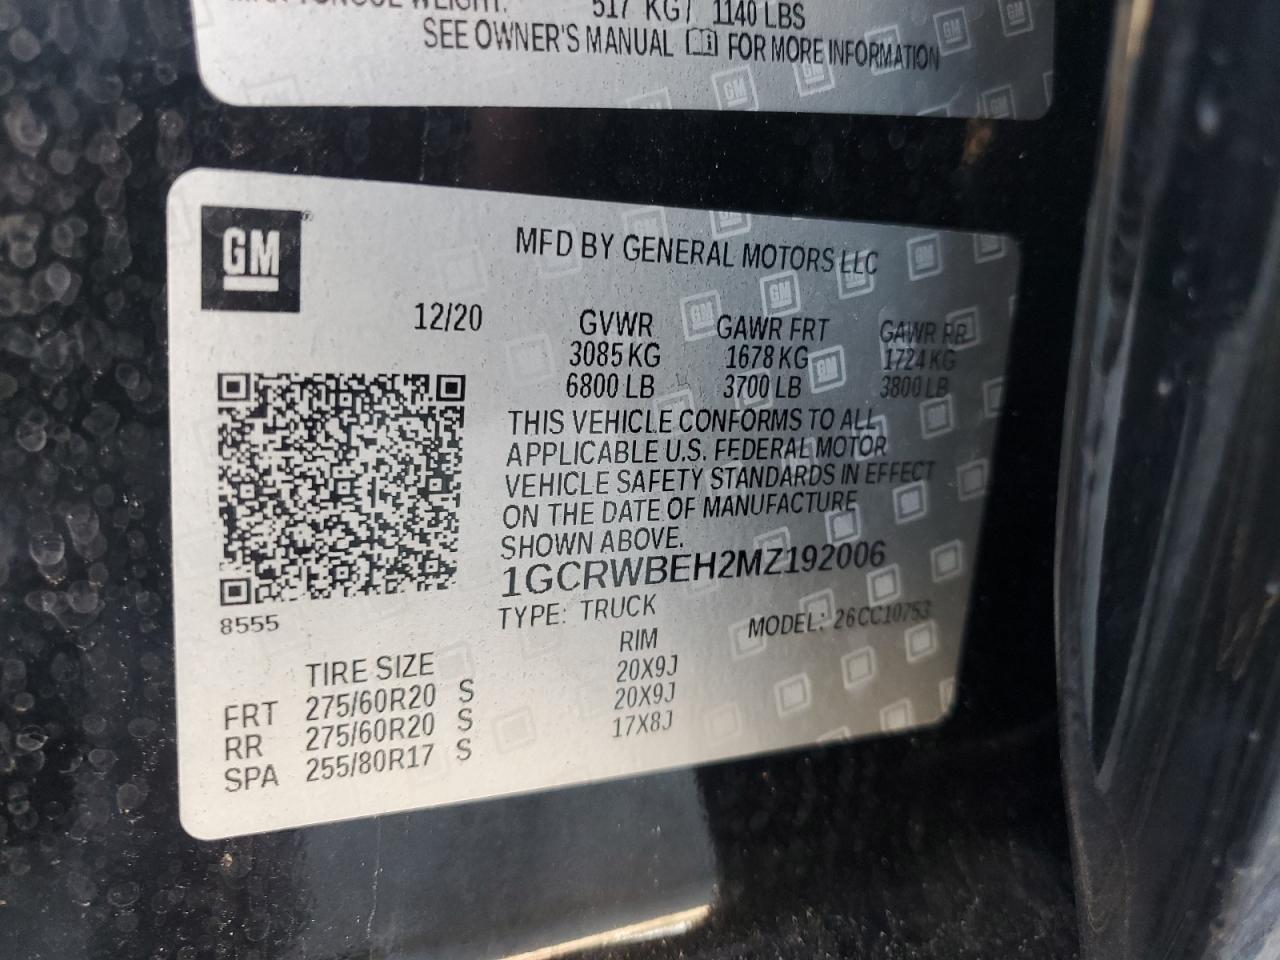 517 KG / 1140 LBS
SEE OWNER'S MANUAL FOR MORE INFORMATION
GM
MFD BY GENERAL MOTORS LLC
12/20
GVWR GAWR FRT GAWR RR
3085 KG 1678 KG 1724 KG
6800 LB 3700 LB 3800 LB
THIS VEHICLE CONFORMS TO ALL
APPLICABLE U.S. FEDERAL MOTOR
VEHICLE SAFETY STANDARDS IN EFFECT
ON THE DATE OF MANUFACTURE
SHOWN ABOVE.
1GCRWBEH2MZ192006
TYPE: TRUCK MODEL: 26CC10753
8555
TIRE SIZE RIM
FRT 275/60R20 S 20X9J
RR 275/60R20 S 20X9J
SPA 255/80R17 S 17X8J